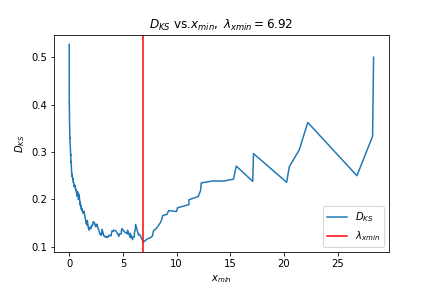 D_KS vs.x_min, λ_xmin = 6.92
0.5
0.4
0.3
0.2
0.1
D_KS
0 5 10 15 20 25
x_min
D_KS
λ_xmin